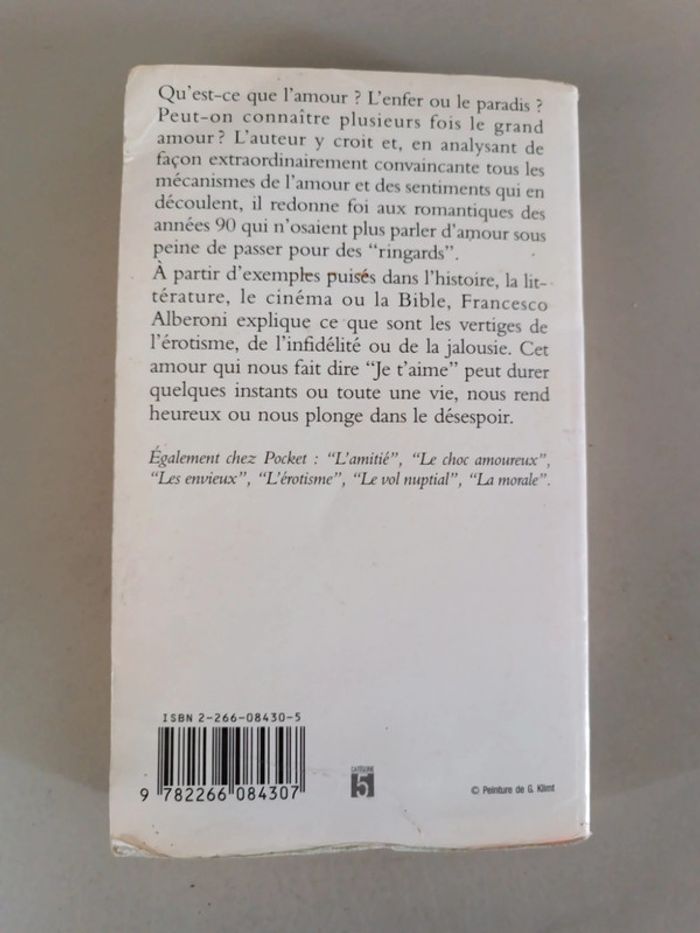 Qu'est-ce que l'amour ? L'enfer ou le paradis ?
Peut-on connaître plusieurs fois le grand
amour ? L'auteur y croit et, en analysant de
façon extraordinairement convaincante tous les
mécanismes de l'amour et des sentiments qui en
découlent, il redonne foi aux romantiques des
années 90 qui n'osaient plus parler d'amour sous
peine de passer pour des “ringards”.
À partir d'exemples puisés dans l'histoire, la lit-
térature, le cinéma ou la Bible, Francesco
Alberoni explique ce que sont les vertiges de
l'érotisme, de l'infidélité ou de la jalousie. Cet
amour qui nous fait dire “Je t'aime” peut durer
quelques instants ou toute une vie, nous rend
heureux ou nous plonge dans le désespoir.
Également chez Pocket : “L'amitié”, “Le choc amoureux”,
“Les envieux”, “L'érotisme”, “Le vol nuptial”, “La morale”.
ISBN 2-266-08430-5
9 782266 084307
CATÉGORIE
5
© Peinture de G. Klimt